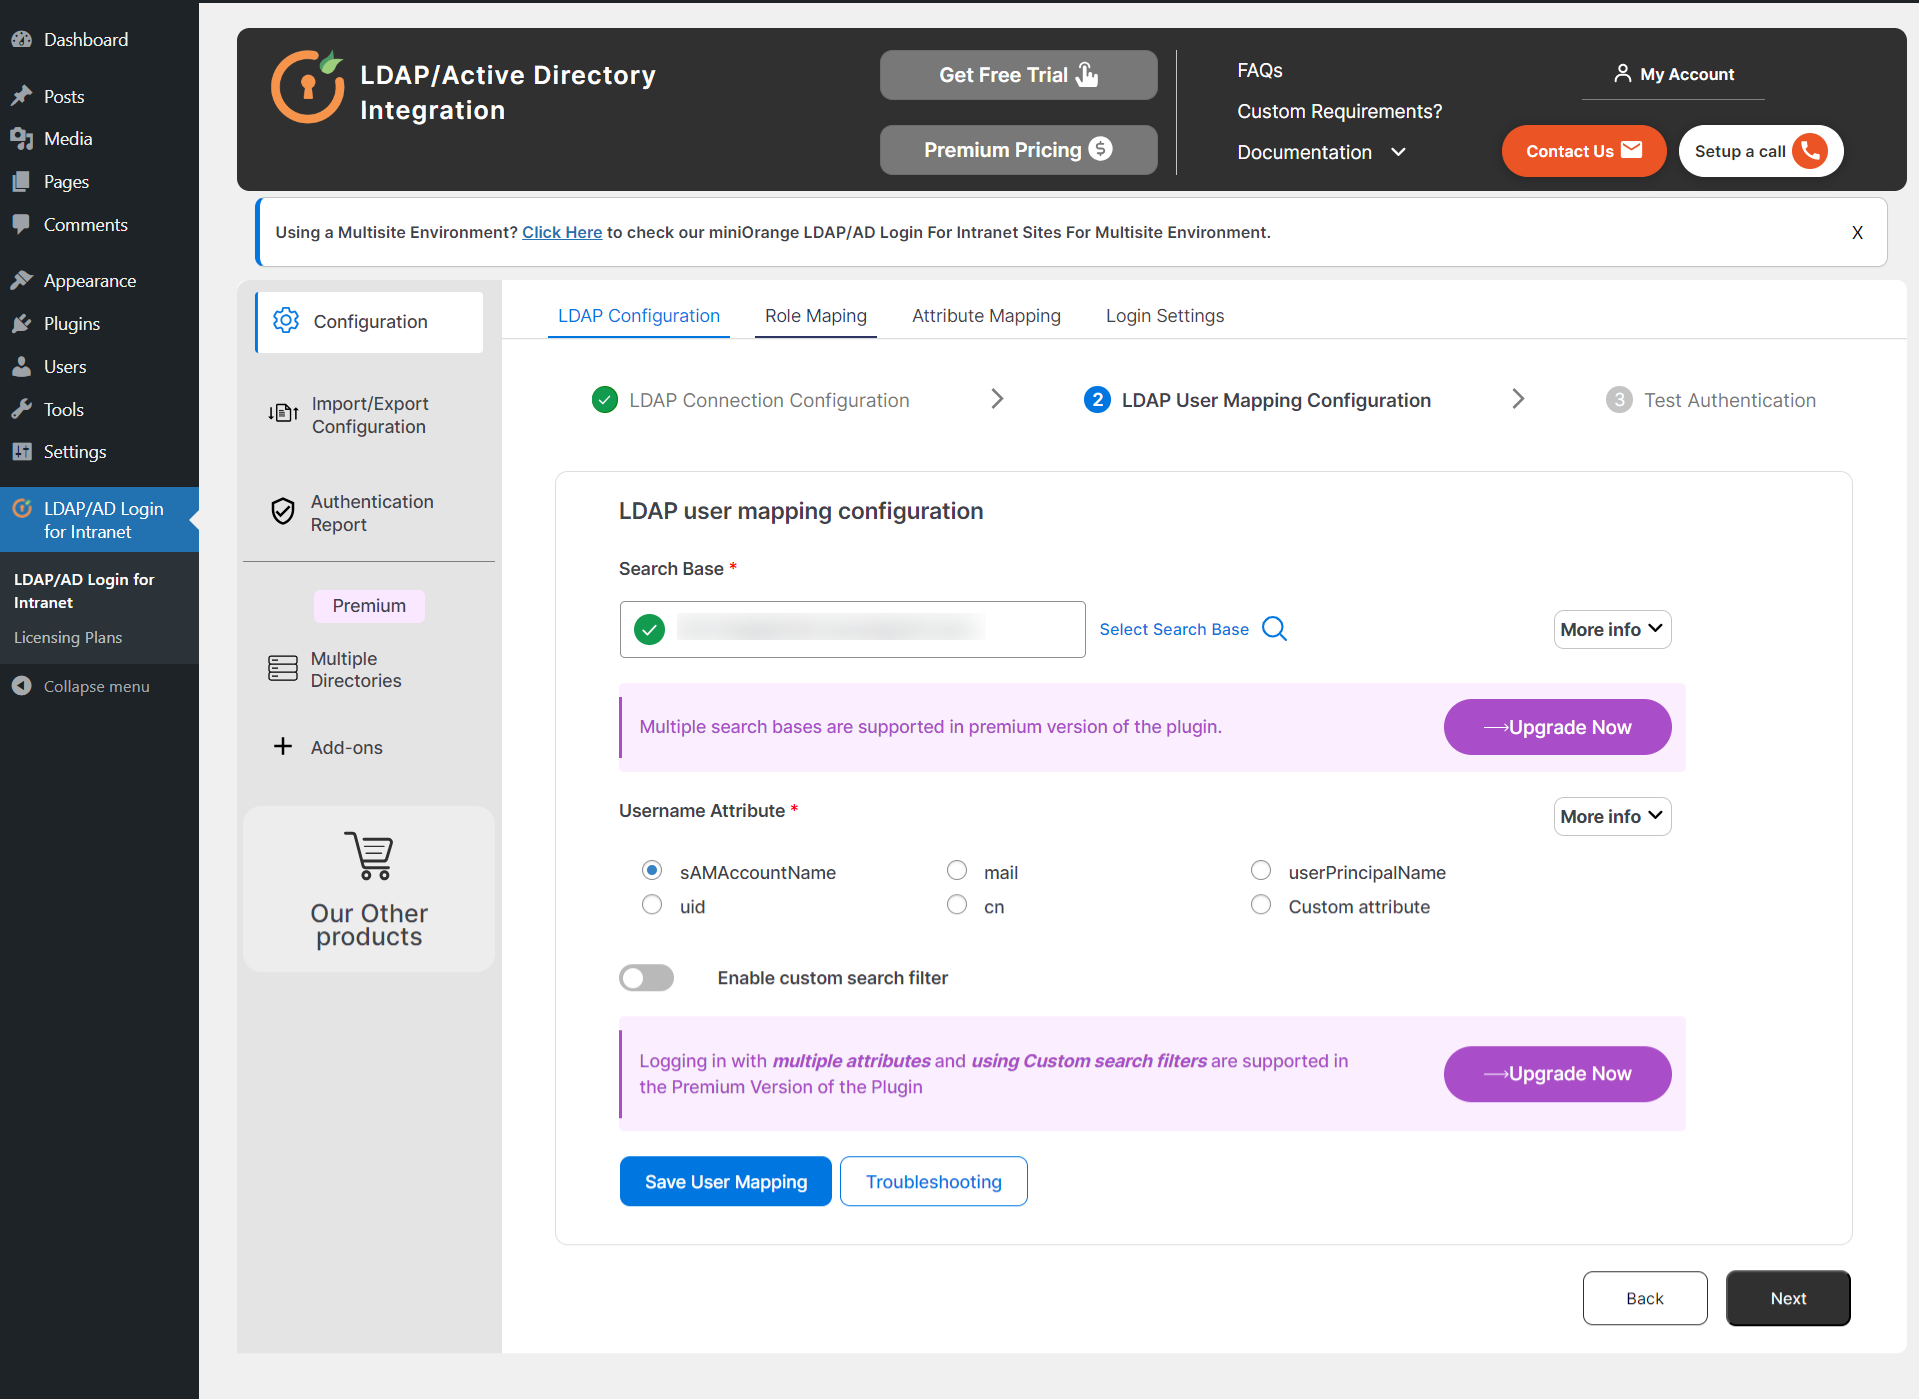 Dashboard
Posts
Media
Pages
Comments
Appearance
Plugins
Users
Tools
Settings
LDAP/AD Login
for Intranet
LDAP/AD Login for
Intranet
Licensing Plans
Collapse menu
LDAP/Active Directory
Integration
Get Free Trial
Premium Pricing $
FAQs
Custom Requirements?
Documentation
My Account
Contact Us
Setup a call
Using a Multisite Environment? Click Here to check our miniOrange LDAP/AD Login For Intranet Sites For Multisite Environment.
X
Configuration
Import/Export
Configuration
Authentication
Report
Premium
Multiple
Directories
Add-ons
Our Other
products
LDAP Configuration
Role Maping
Attribute Mapping
Login Settings
LDAP Connection Configuration
2 LDAP User Mapping Configuration
3 Test Authentication
LDAP user mapping configuration
Search Base *
Select Search Base
More info
Multiple search bases are supported in premium version of the plugin.
→Upgrade Now
Username Attribute *
More info
sAMAccountName
mail
userPrincipalName
uid
cn
Custom attribute
Enable custom search filter
Logging in with multiple attributes and using Custom search filters are supported in
the Premium Version of the Plugin
→Upgrade Now
Save User Mapping
Troubleshooting
Back
Next